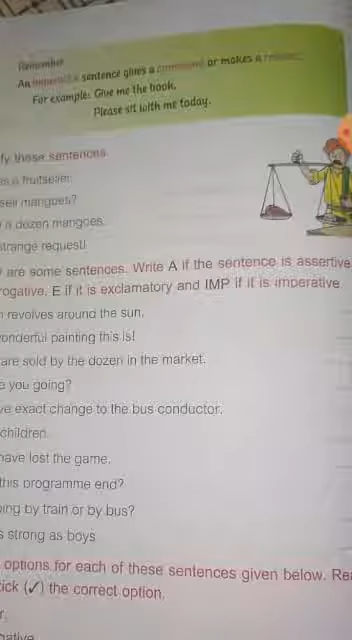 Remember
An imperative sentence gives a command or makes a request.
For example: Give me the book.
Please sit with me today.
fy these sentences.
as a fruitseller.
sell mangoes?
a dozen mangoes.
strange request!
are some sentences. Write A if the sentence is assertive
rogative, E if it is exclamatory and IMP if it is imperative
revolves around the sun.
onderful painting this is!
are sold by the dozen in the market.
e you going?
ve exact change to the bus conductor.
children.
have lost the game.
this programme end?
ing by train or by bus?
s strong as boys
options for each of these sentences given below. Rea
ick (✓) the correct option.
r.
native